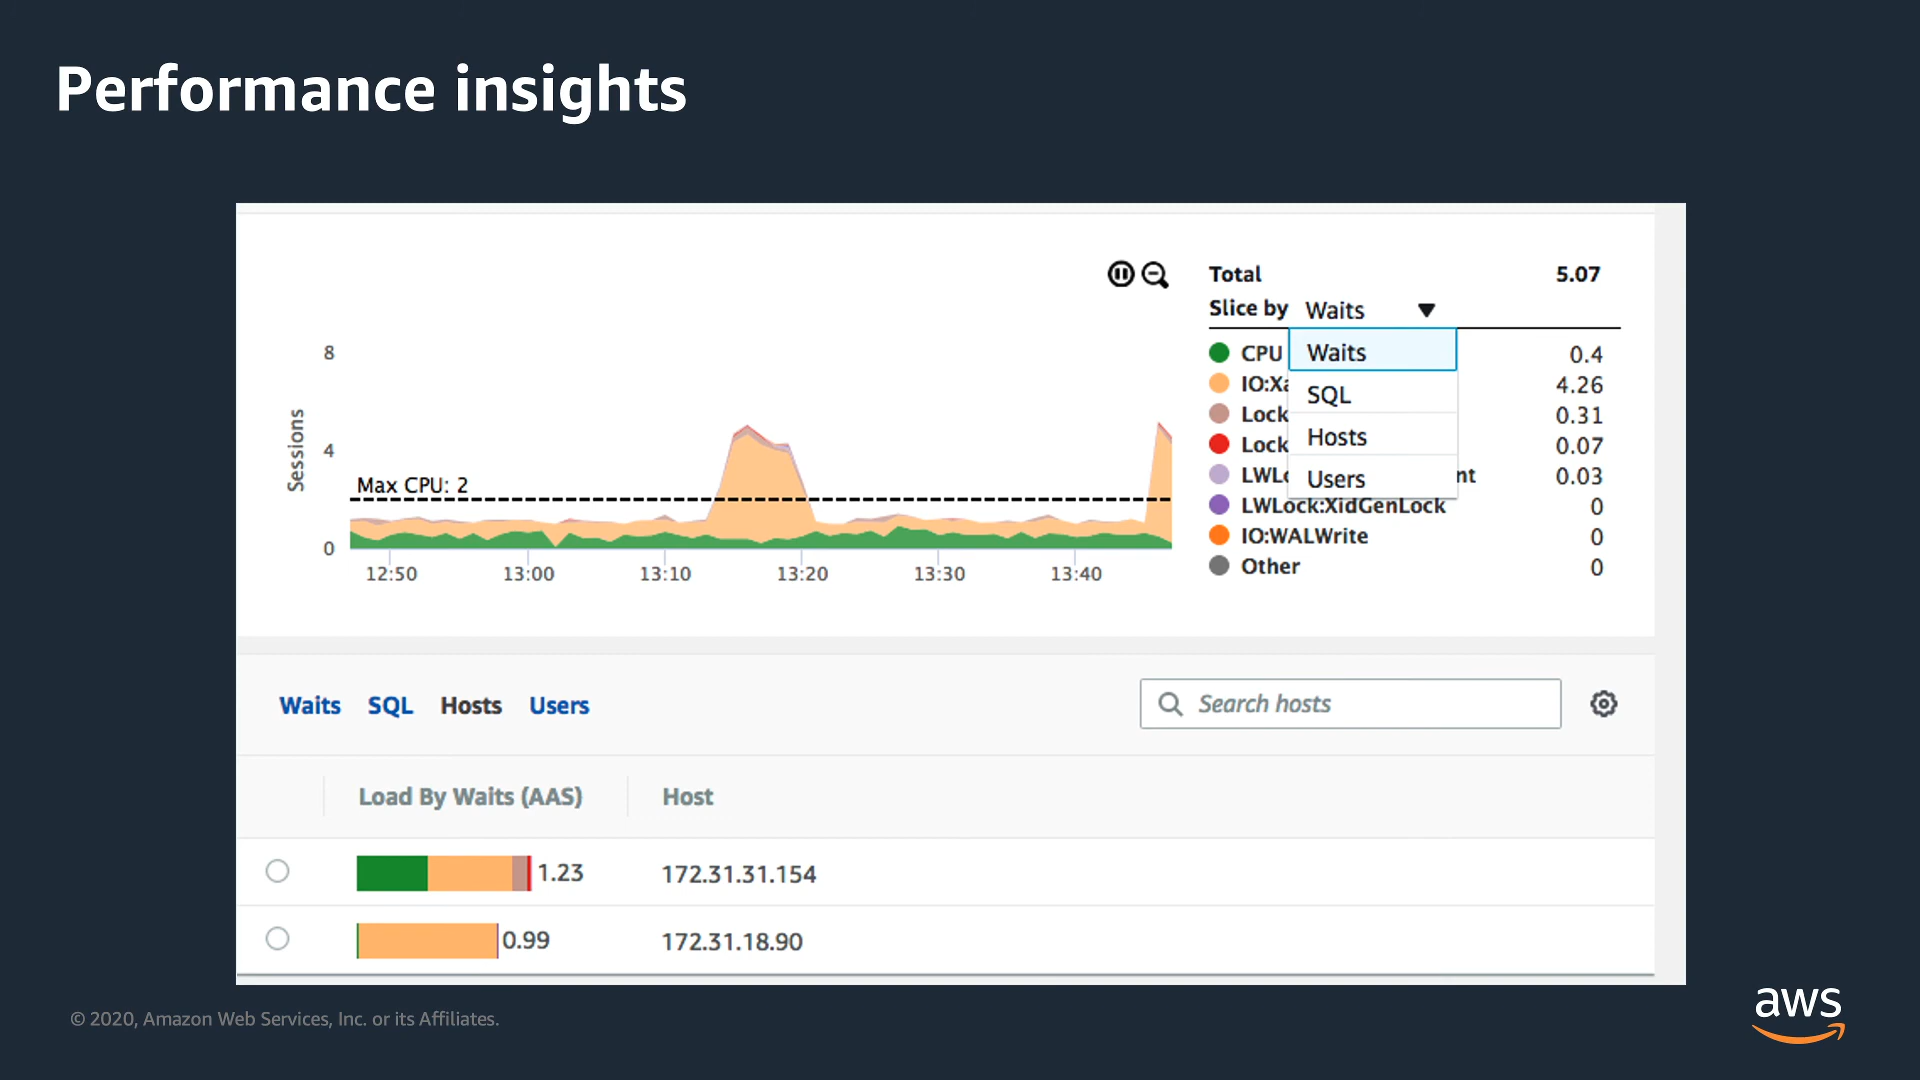 Performance insights
Total 5.07
Slice by Waits
8
4
0
Sessions
Max CPU: 2
12:50 13:00 13:10 13:20 13:30 13:40
Waits
SQL
Hosts
Users
CPU 0.4
IO:Xa 4.26
Lock 0.31
Lock 0.07
LWLo nt 0.03
LWLock:XidGenLock 0
IO:WALWrite 0
Other 0
Waits SQL Hosts Users
Search hosts
Load By Waits (AAS) Host
1.23 172.31.31.154
0.99 172.31.18.90
© 2020, Amazon Web Services, Inc. or its Affiliates.
aws